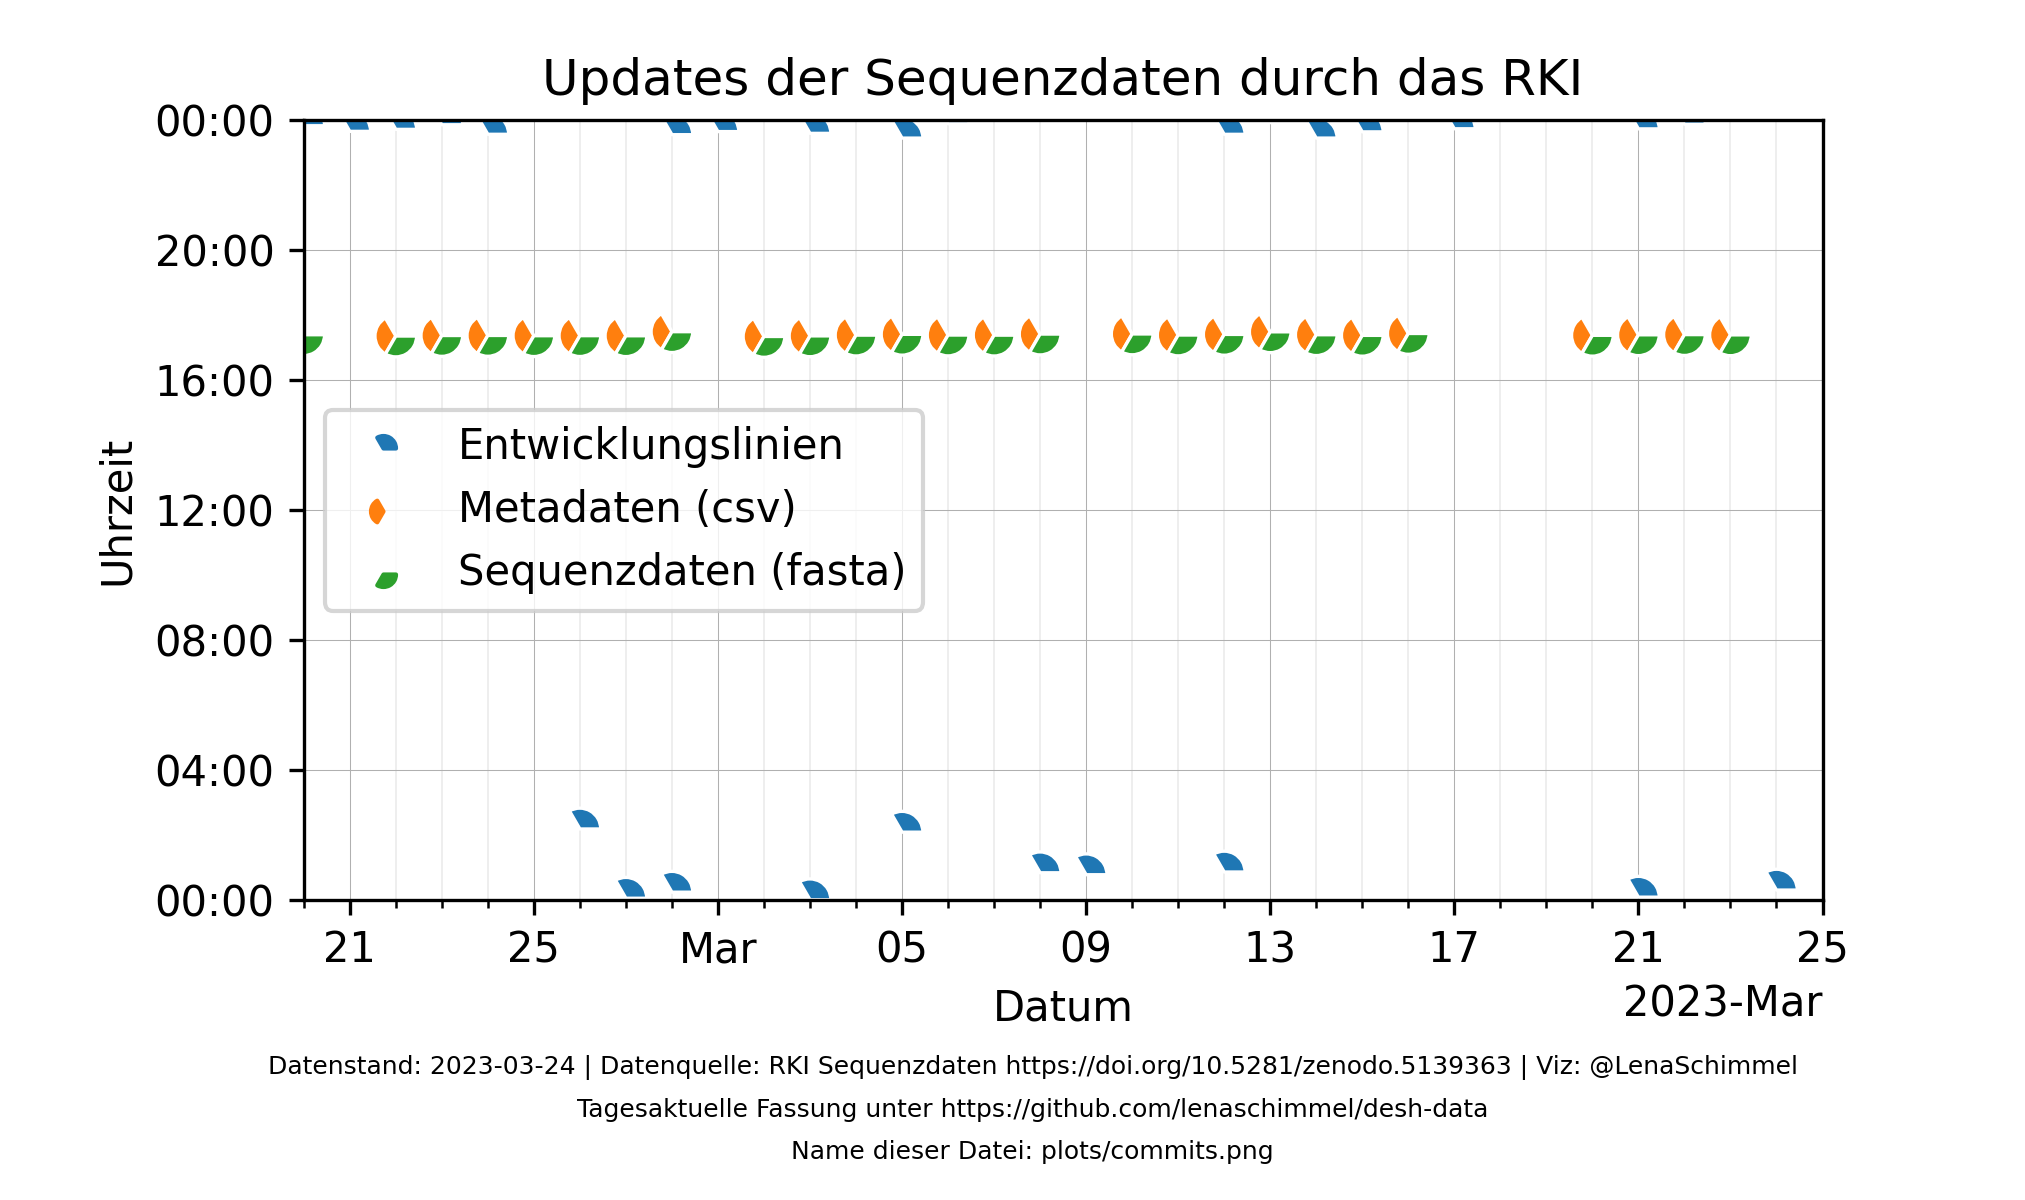 Updates der Sequenzdaten durch das RKI
00:00
20:00
16:00
12:00
08:00
04:00
00:00
Uhrzeit
Entwicklungslinien
Metadaten (csv)
Sequenzdaten (fasta)
21 25 Mar 05 09 13 17 21 25
Datum
2023-Mar
Datenstand: 2023-03-24 | Datenquelle: RKI Sequenzdaten https://doi.org/10.5281/zenodo.5139363 | Viz: @LenaSchimmel
Tagesaktuelle Fassung unter https://github.com/lenaschimmel/desh-data
Name dieser Datei: plots/commits.png